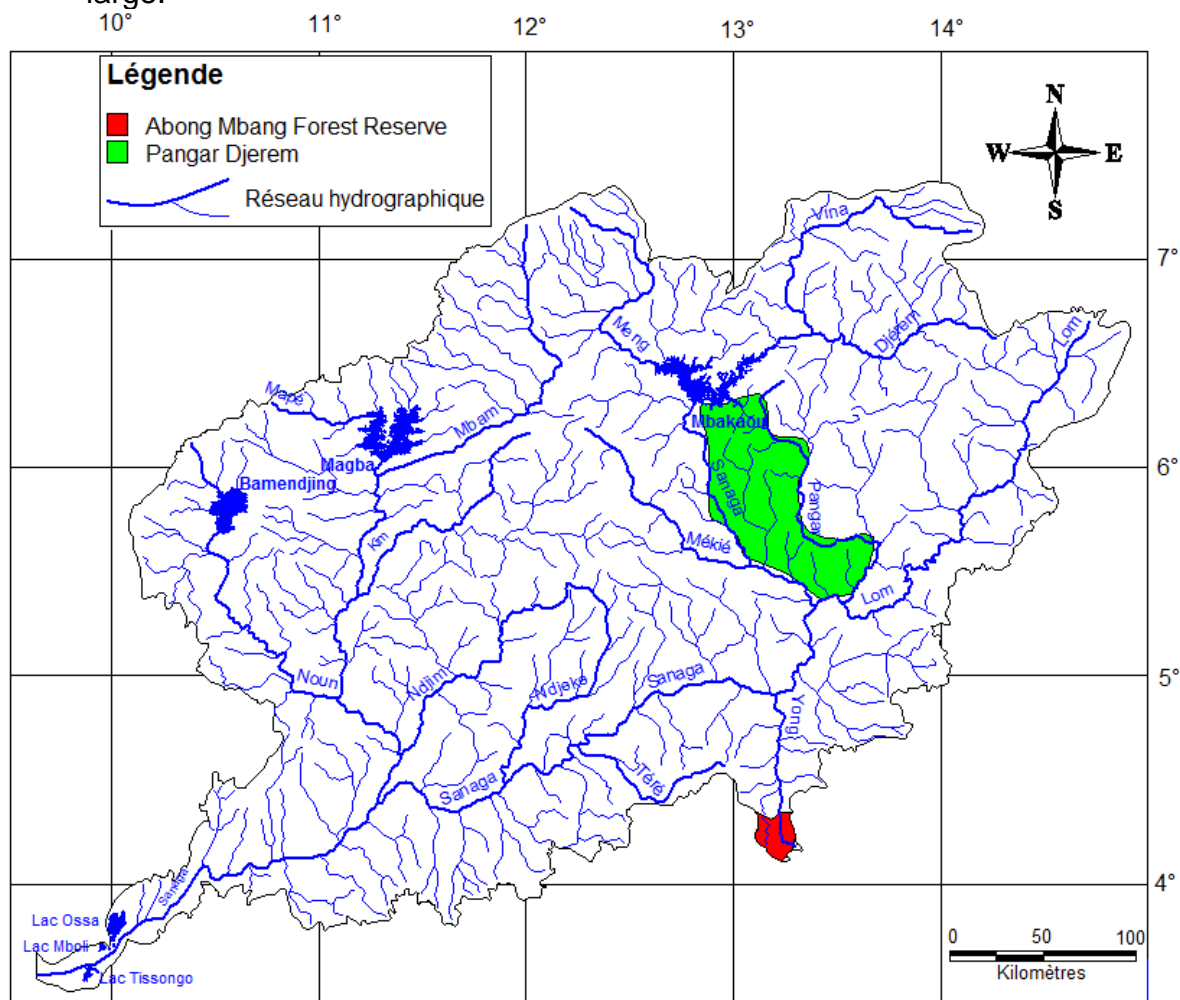 large.
10° 11° 12° 13° 14°
Légende
Abong Mbang Forest Reserve
Pangar Djerem
Réseau hydrographique
N
W E
S
Vina
7°
Meng
Djérem
Lom
Mapé
Mbam
Mbakaou
Magba
6°
Bamendjing
Sanaga
Pangar
Kim
Mékié
Lom
Noun
Ndjim
Ndjeke
Sanaga
5°
Yong
Sanaga
Téré
4°
Sanaga
Lac Ossa
Lac Mboli
Lac Tissongo
0 50 100
Kilomètres